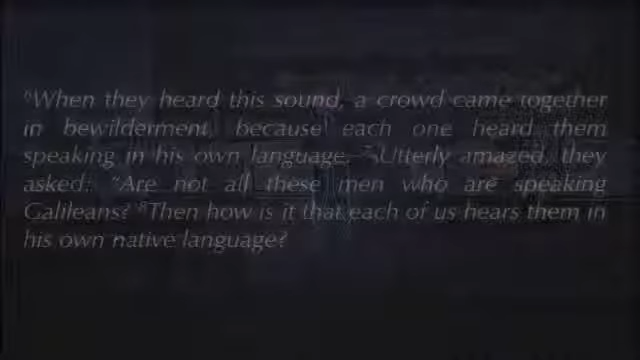 ⁶When they heard this sound, a crowd came together
in bewilderment, because each one heard them
speaking in his own language. ⁷Utterly amazed, they
asked: "Are not all these men who are speaking
Galileans? ⁸Then how is it that each of us hears them in
his own native language?